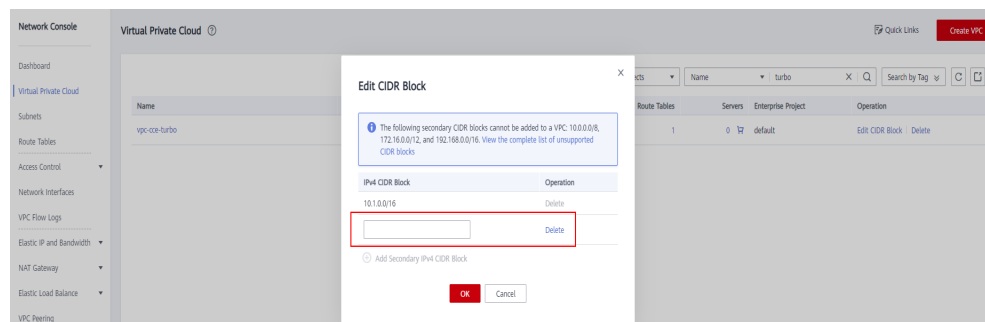 Network Console
Virtual Private Cloud
Quick Links
Create VPC
Dashboard
Virtual Private Cloud
Subnets
Route Tables
Access Control
Network Interfaces
VPC Flow Logs
Elastic IP and Bandwidth
NAT Gateway
Elastic Load Balance
VPC Peering
Name
turbo
X
Search by Tag
Name
Route Tables
Servers
Enterprise Project
Operation
vpc-cce-turbo
1
0
default
Edit CIDR Block
Delete
Edit CIDR Block
X
The following secondary CIDR blocks cannot be added to a VPC: 10.0.0.0/8,
172.16.0.0/12, and 192.168.0.0/16. View the complete list of unsupported
CIDR blocks
IPv4 CIDR Block
Operation
10.1.0.0/16
Delete
Delete
Add Secondary IPv4 CIDR Block
OK
Cancel